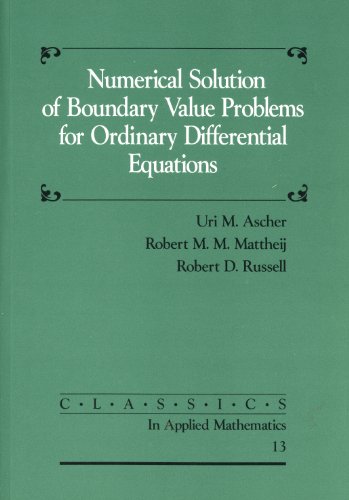 Numerical Solution
of Boundary Value Problems
for Ordinary Differential
Equations
Uri M. Ascher
Robert M. M. Mattheij
Robert D. Russell
C·L·A·S·S·I·C·S
In Applied Mathematics
13